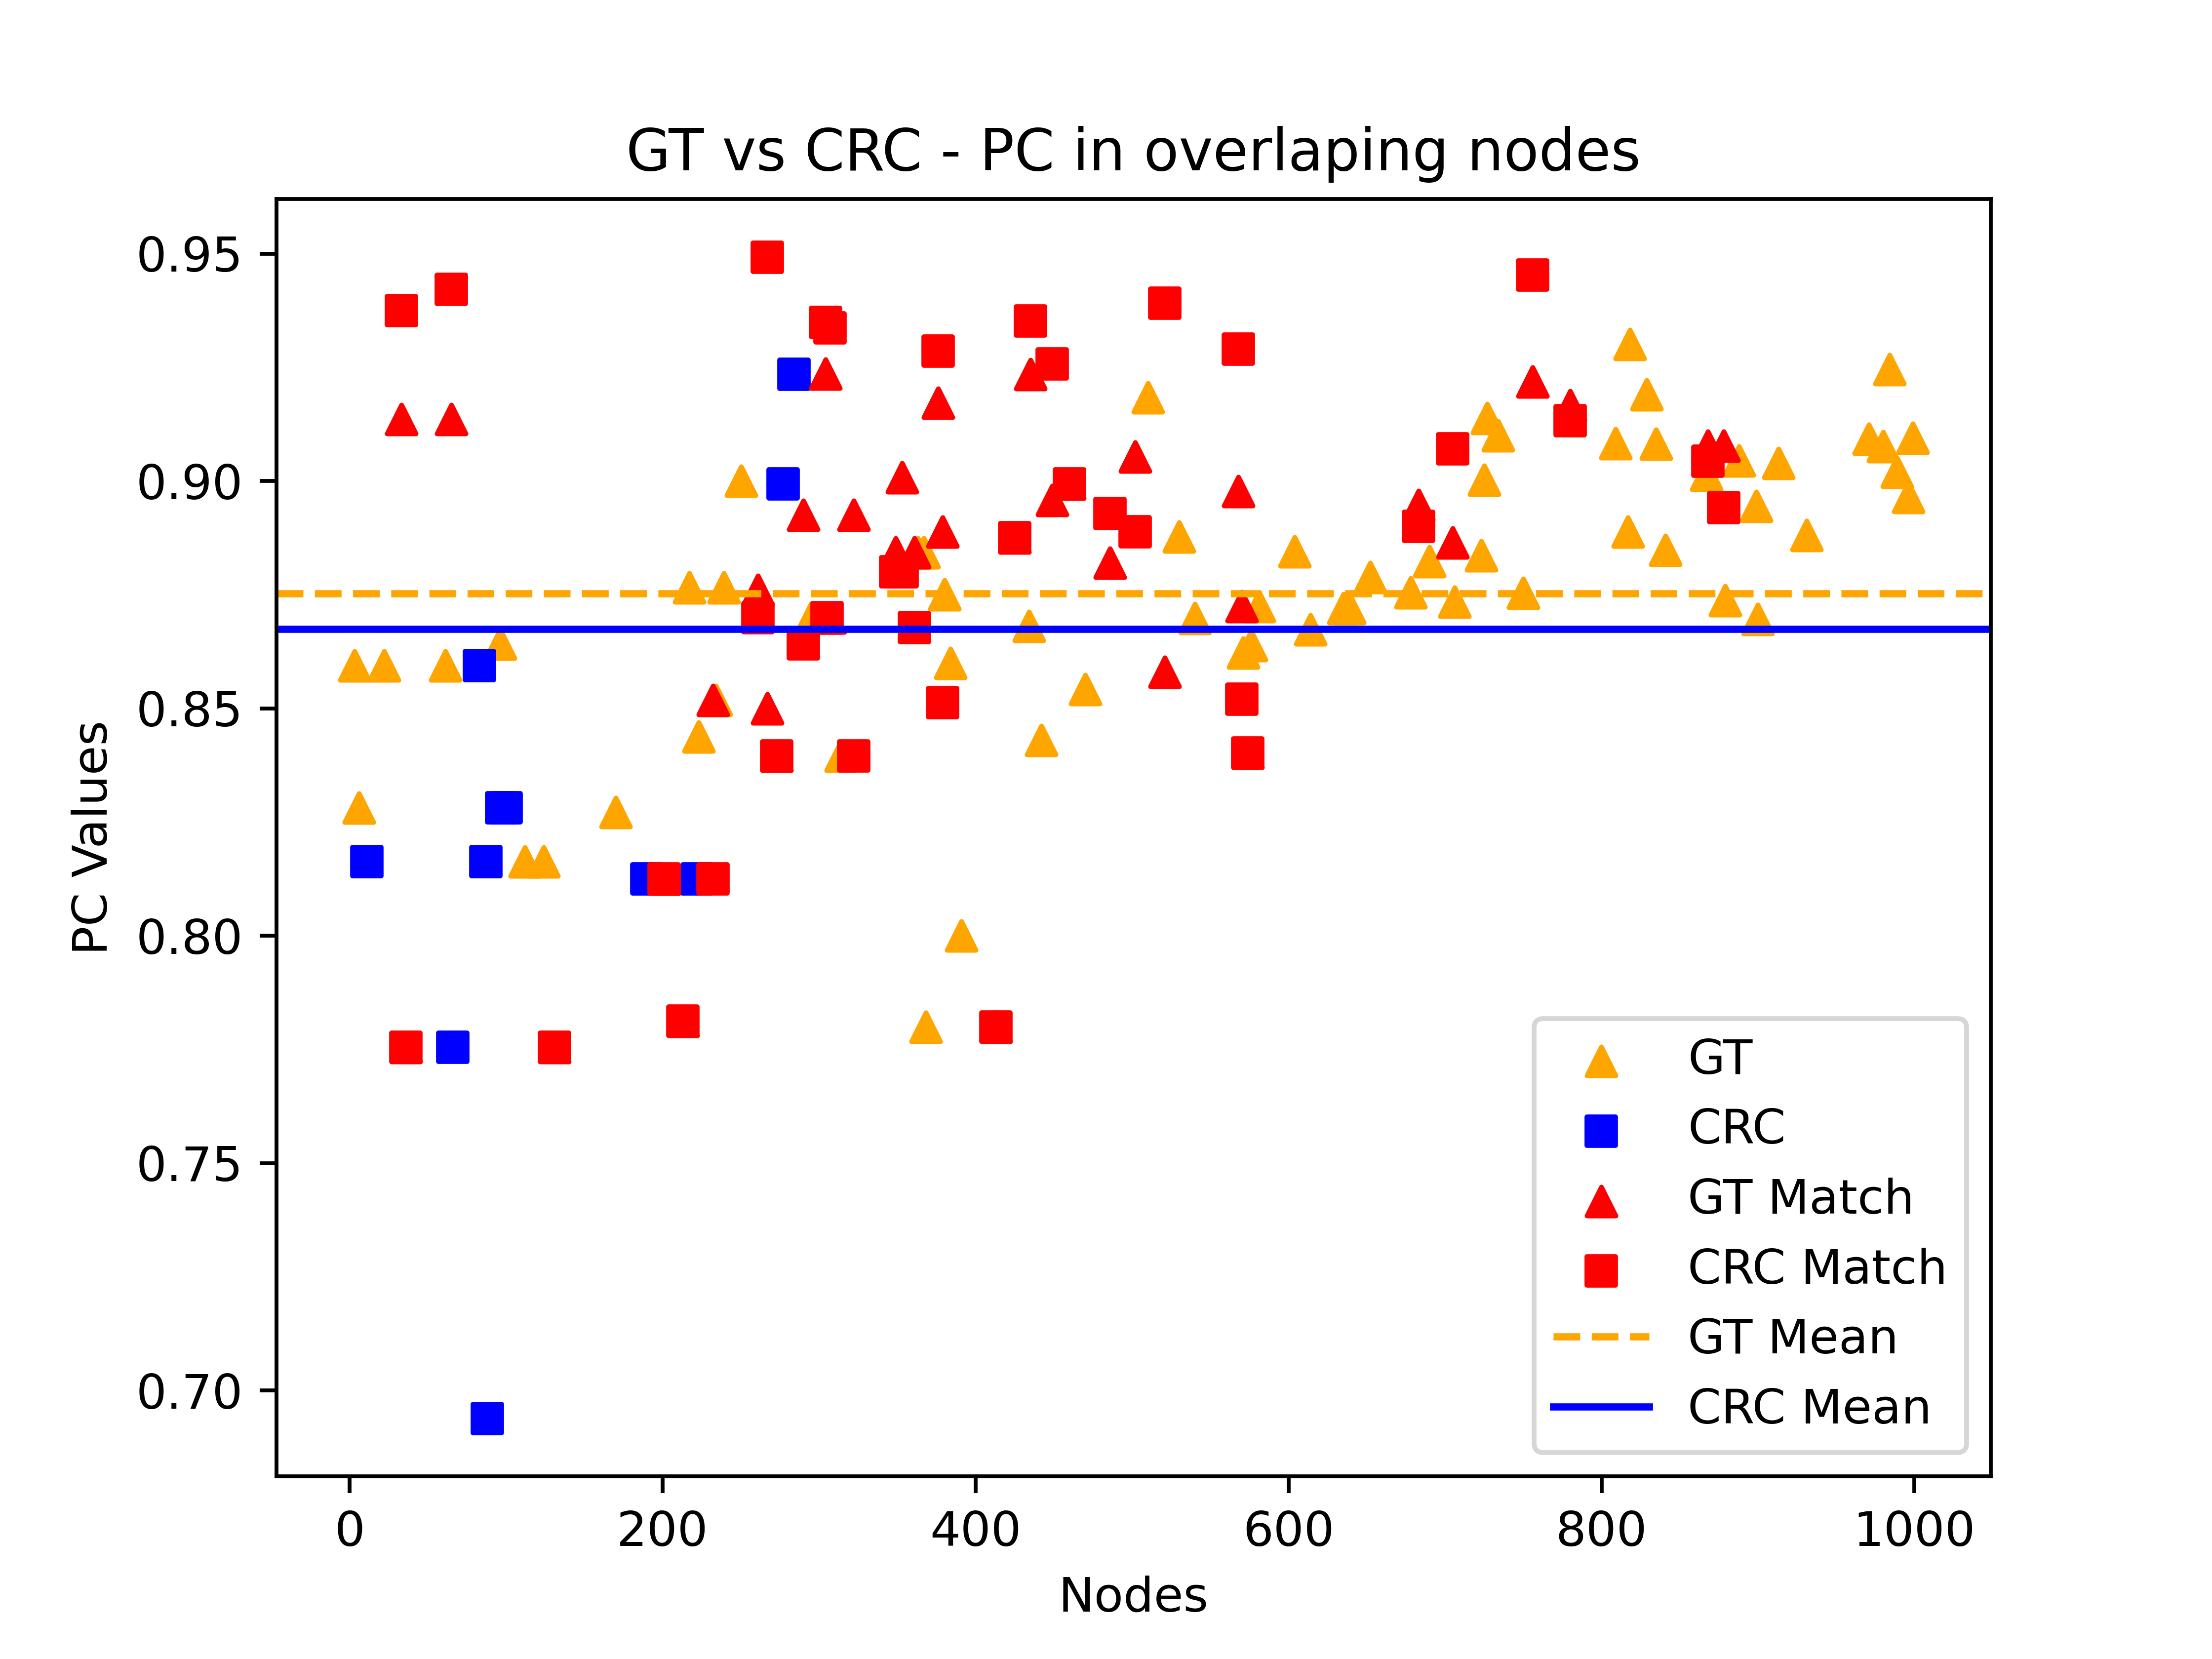 GT vs CRC - PC in overlaping nodes
PC Values
0.95
0.90
0.85
0.80
0.75
0.70
0
200
400
600
800
1000
Nodes
GT
CRC
GT Match
CRC Match
GT Mean
CRC Mean